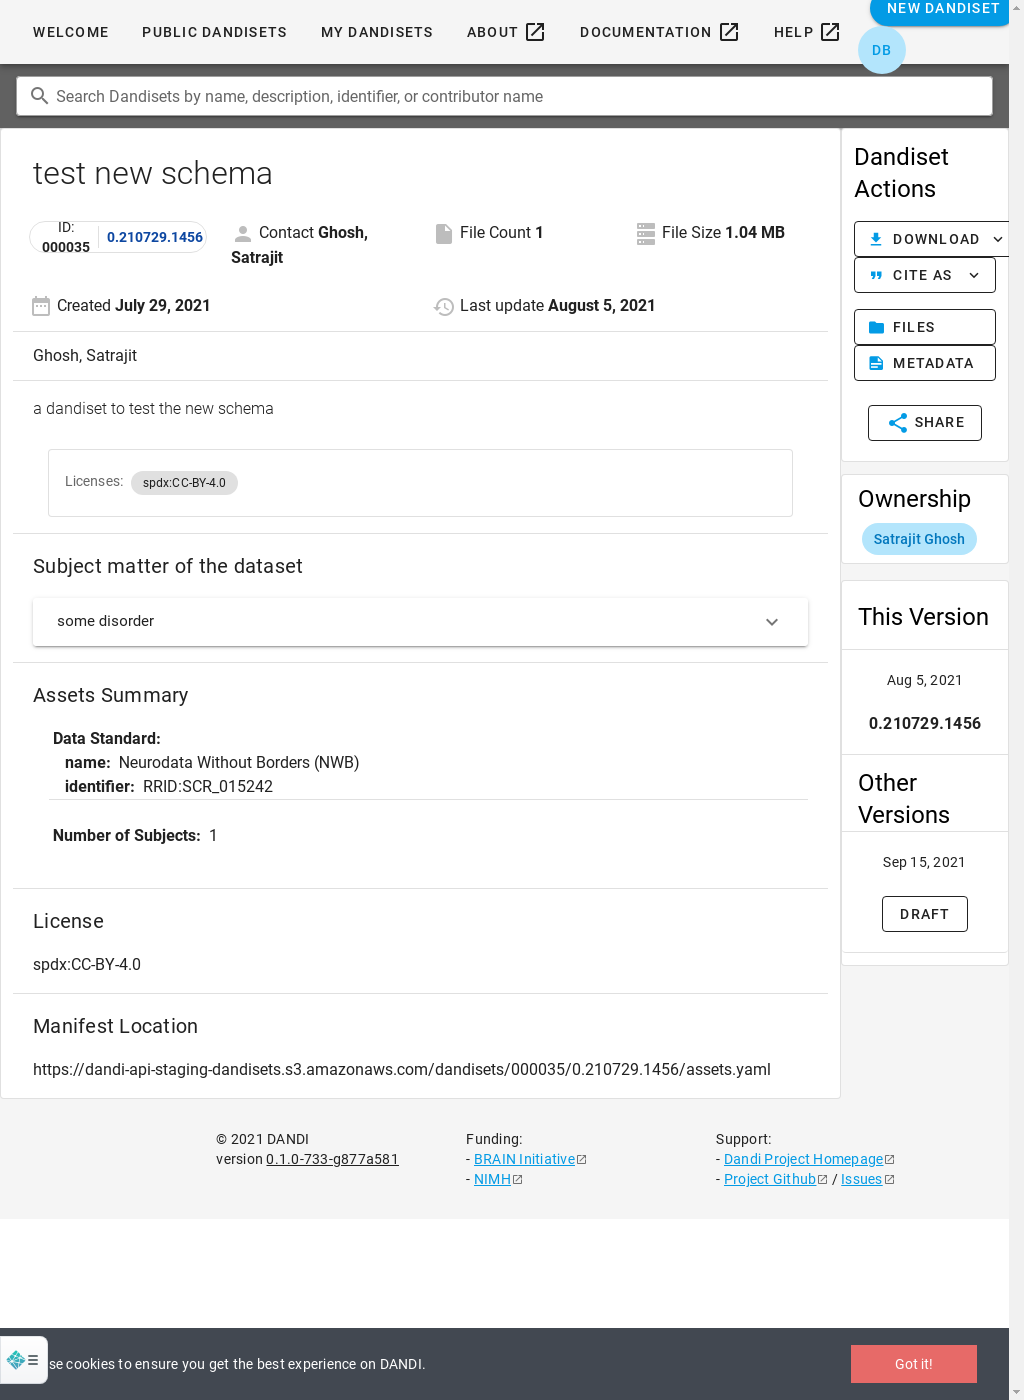 NEW DANDISET
WELCOME PUBLIC DANDISETS MY DANDISETS ABOUT DOCUMENTATION HELP
DB
Search Dandisets by name, description, identifier, or contributor name
test new schema
ID: 000035 0.210729.1456
Contact Ghosh, Satrajit
File Count 1
File Size 1.04 MB
Created July 29, 2021
Last update August 5, 2021
Ghosh, Satrajit
a dandiset to test the new schema
Licenses: spdx:CC-BY-4.0
Subject matter of the dataset
some disorder
Assets Summary
Data Standard:
name: Neurodata Without Borders (NWB)
identifier: RRID:SCR_015242
Number of Subjects: 1
License
spdx:CC-BY-4.0
Manifest Location
https://dandi-api-staging-dandisets.s3.amazonaws.com/dandisets/000035/0.210729.1456/assets.yaml
Dandiset
Actions
DOWNLOAD
CITE AS
FILES
METADATA
SHARE
Ownership
Satrajit Ghosh
This Version
Aug 5, 2021
0.210729.1456
Other
Versions
Sep 15, 2021
DRAFT
© 2021 DANDI
version 0.1.0-733-g877a581
Funding:
- BRAIN Initiative
- NIMH
Support:
- Dandi Project Homepage
- Project Github / Issues
se cookies to ensure you get the best experience on DANDI.
Got it!